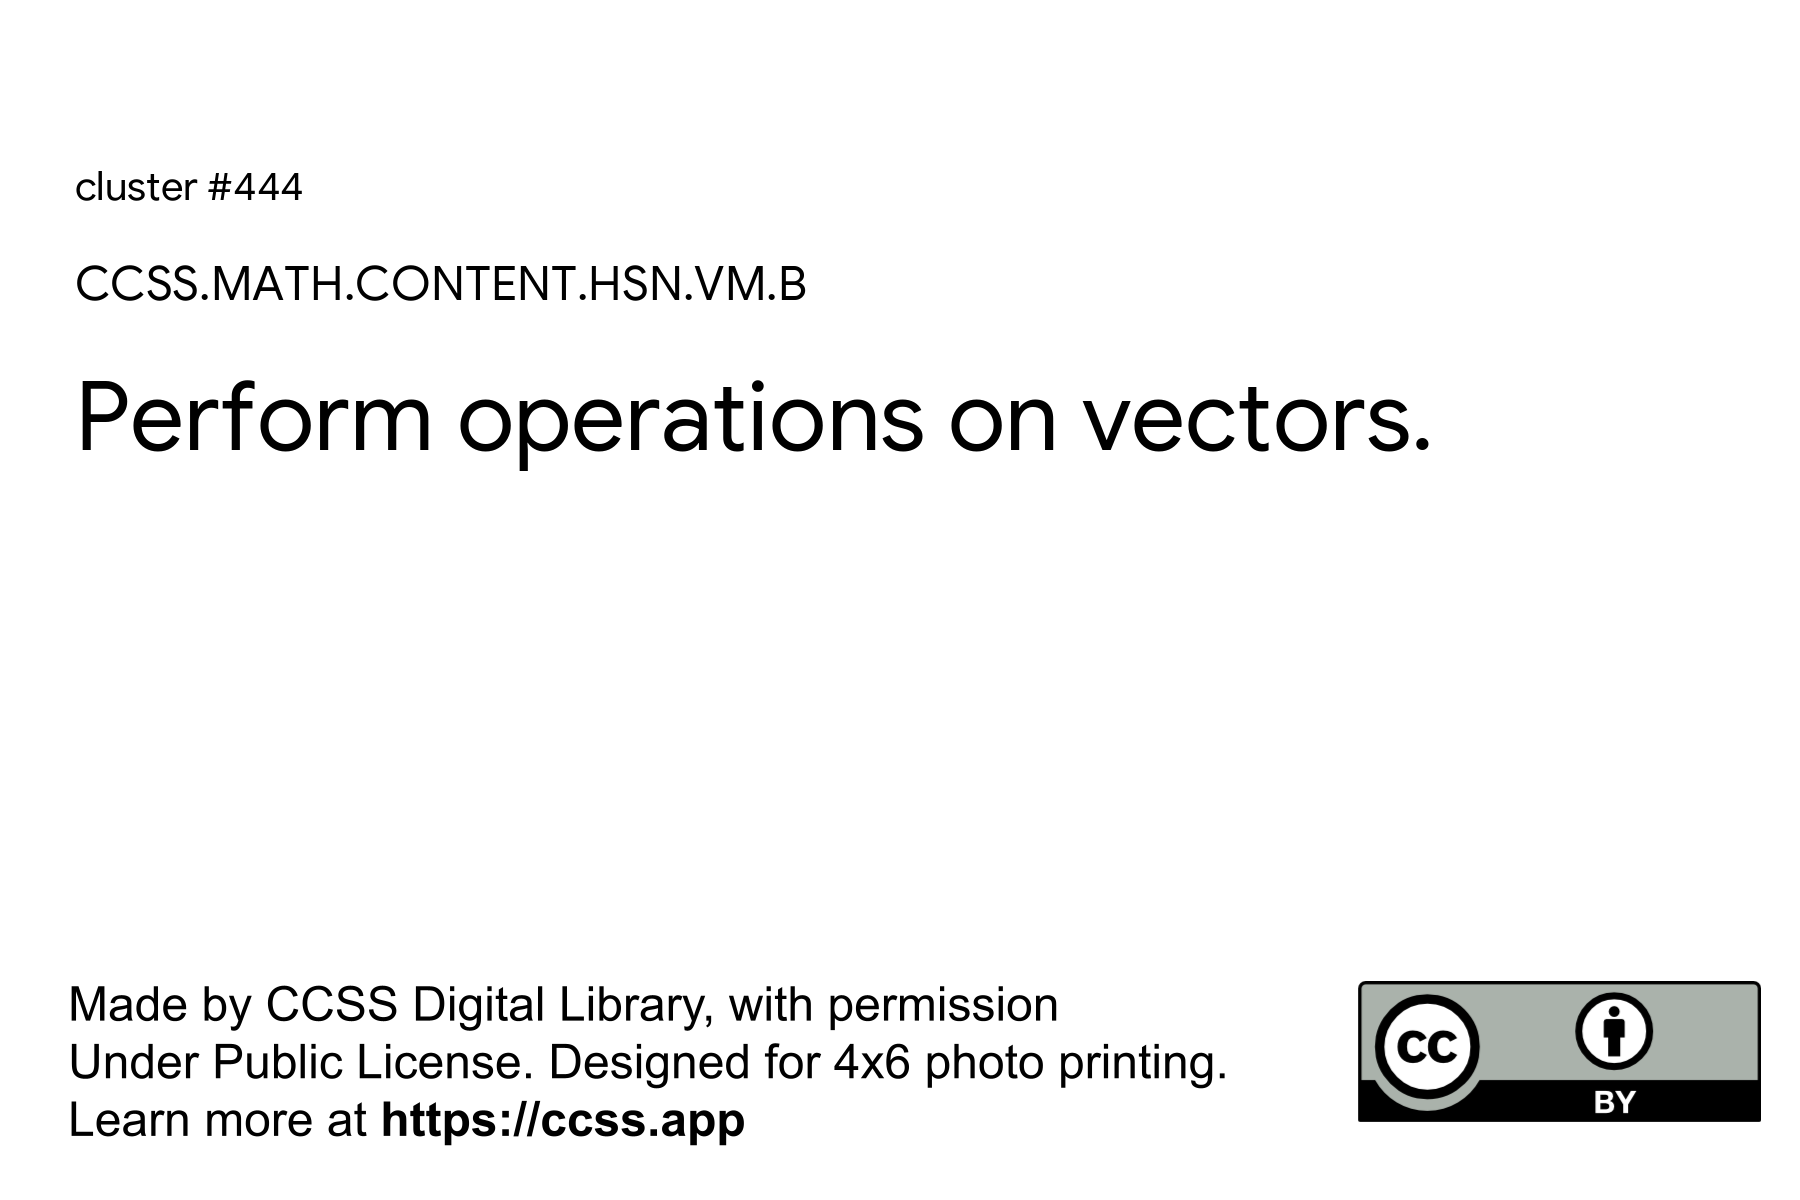 cluster #444
CCSS.MATH.CONTENT.HSN.VM.B
Perform operations on vectors.
Made by CCSS Digital Library, with permission
Under Public License. Designed for 4x6 photo printing.
Learn more at https://ccss.app
cc
BY